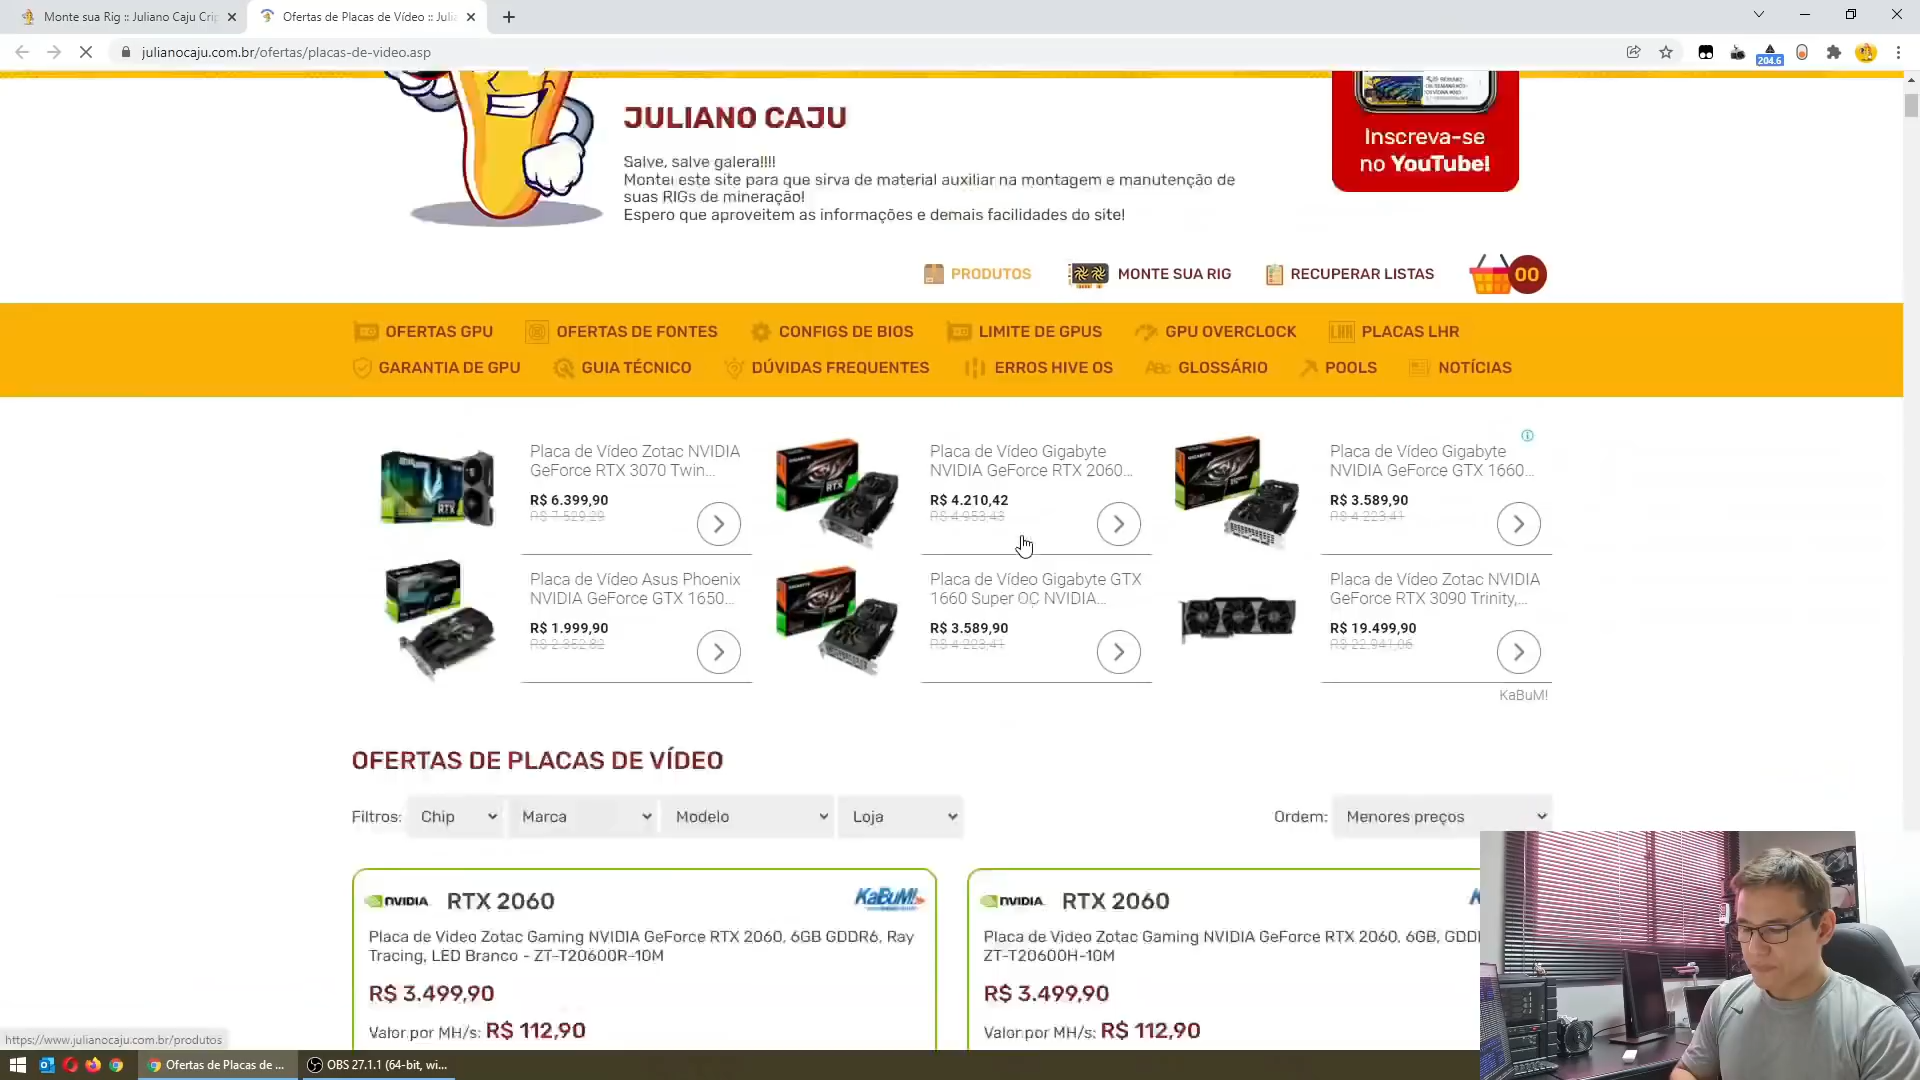 Monte sua Rig :: Juliano Caju Crip
Ofertas de Placas de Vídeo :: Juli
julianocaju.com.br/ofertas/placas-de-video.asp
204.6
JULIANO CAJU
Salve, salve galera!!!!
Montei este site para que sirva de material auxiliar na montagem e manutenção de
suas RIGs de mineração!
Espero que aproveitem as informações e demais facilidades do site!
Inscreva-se
no YouTube!
PRODUTOS
MONTE SUA RIG
RECUPERAR LISTAS
00
OFERTAS GPU
OFERTAS DE FONTES
CONFIGS DE BIOS
LIMITE DE GPUS
GPU OVERCLOCK
LHR PLACAS LHR
GARANTIA DE GPU
GUIA TÉCNICO
DÚVIDAS FREQUENTES
ERROS HIVE OS
ABC GLOSSÁRIO
POOLS
NOTÍCIAS
Placa de Vídeo Zotac NVIDIA
GeForce RTX 3070 Twin...
R$ 6.399,90
R$ 7.529,29
Placa de Vídeo Gigabyte
NVIDIA GeForce RTX 2060...
R$ 4.210,42
R$ 4.953,43
Placa de Vídeo Gigabyte
NVIDIA GeForce GTX 1660...
R$ 3.589,90
R$ 4.223,41
Placa de Vídeo Asus Phoenix
NVIDIA GeForce GTX 1650...
R$ 1.999,90
R$ 2.352,82
Placa de Vídeo Gigabyte GTX
1660 Super OC NVIDIA...
R$ 3.589,90
R$ 4.223,41
Placa de Vídeo Zotac NVIDIA
GeForce RTX 3090 Trinity,...
R$ 19.499,90
R$ 22.941,06
KaBuM!
OFERTAS DE PLACAS DE VÍDEO
Filtros:
Chip
Marca
Modelo
Loja
Ordem:
Menores preços
NVIDIA RTX 2060
KaBuM!
Placa de Video Zotac Gaming NVIDIA GeForce RTX 2060, 6GB GDDR6, Ray
Tracing, LED Branco - ZT-T20600R-10M
R$ 3.499,90
Valor por MH/s: R$ 112,90
NVIDIA RTX 2060
Placa de Video Zotac Gaming NVIDIA GeForce RTX 2060, 6GB, GDD
ZT-T20600H-10M
R$ 3.499,90
Valor por MH/s: R$ 112,90
https://www.julianocaju.com.br/produtos
Ofertas de Placas de ...
OBS 27.1.1 (64-bit, wi...